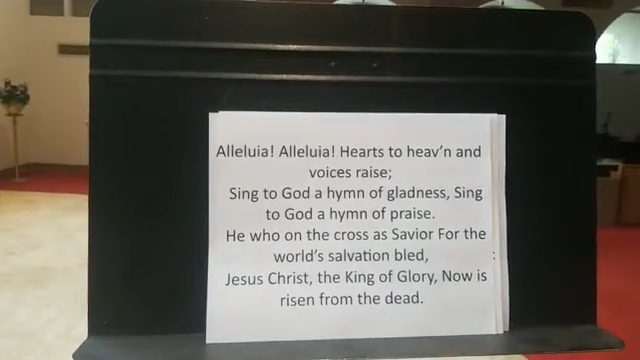 Alleluia! Alleluia! Hearts to heav'n and
voices raise;
Sing to God a hymn of gladness, Sing
to God a hymn of praise.
He who on the cross as Savior For the
world's salvation bled,
Jesus Christ, the King of Glory, Now is
risen from the dead.